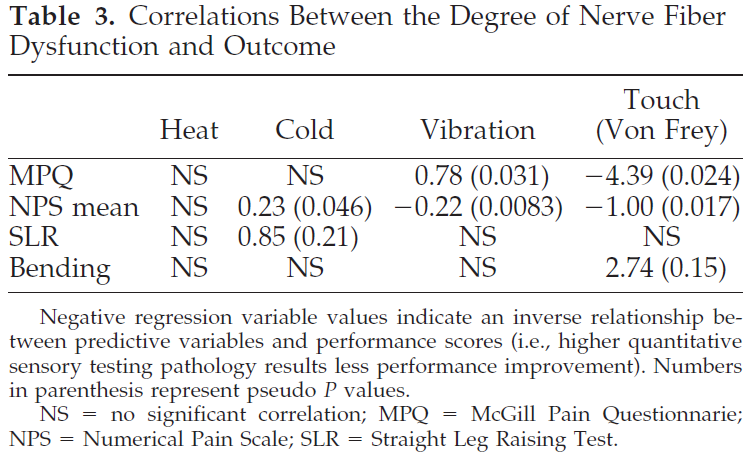 Table 3. Correlations Between the Degree of Nerve Fiber
Dysfunction and Outcome
Touch
Heat Cold Vibration (Von Frey)
MPQ NS NS 0.78 (0.031) −4.39 (0.024)
NPS mean NS 0.23 (0.046) −0.22 (0.0083) −1.00 (0.017)
SLR NS 0.85 (0.21) NS NS
Bending NS NS NS 2.74 (0.15)
Negative regression variable values indicate an inverse relationship be-
tween predictive variables and performance scores (i.e., higher quantitative
sensory testing pathology results less performance improvement). Numbers
in parenthesis represent pseudo P values.
NS = no significant correlation; MPQ = McGill Pain Questionnarie;
NPS = Numerical Pain Scale; SLR = Straight Leg Raising Test.